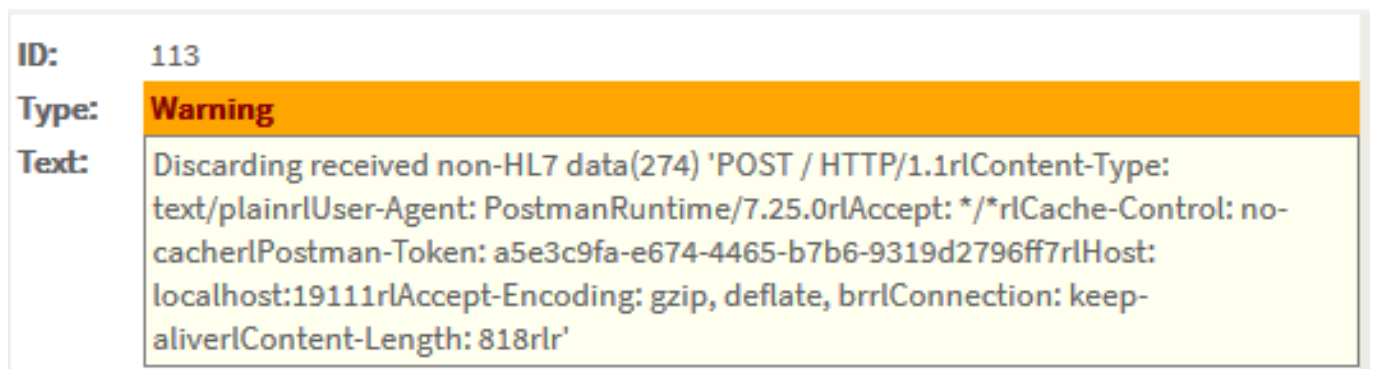 ID: 113
Type: Warning
Text: Discarding received non-HL7 data(274) 'POST / HTTP/1.1rlContent-Type:
text/plainrlUser-Agent: PostmanRuntime/7.25.0rlAccept: */*rlCache-Control: no-
cacherlPostman-Token: a5e3c9fa-e674-4465-b7b6-9319d2796ff7rlHost:
localhost:19111rlAccept-Encoding: gzip, deflate, brrlConnection: keep-
aliverlContent-Length: 818rlr'